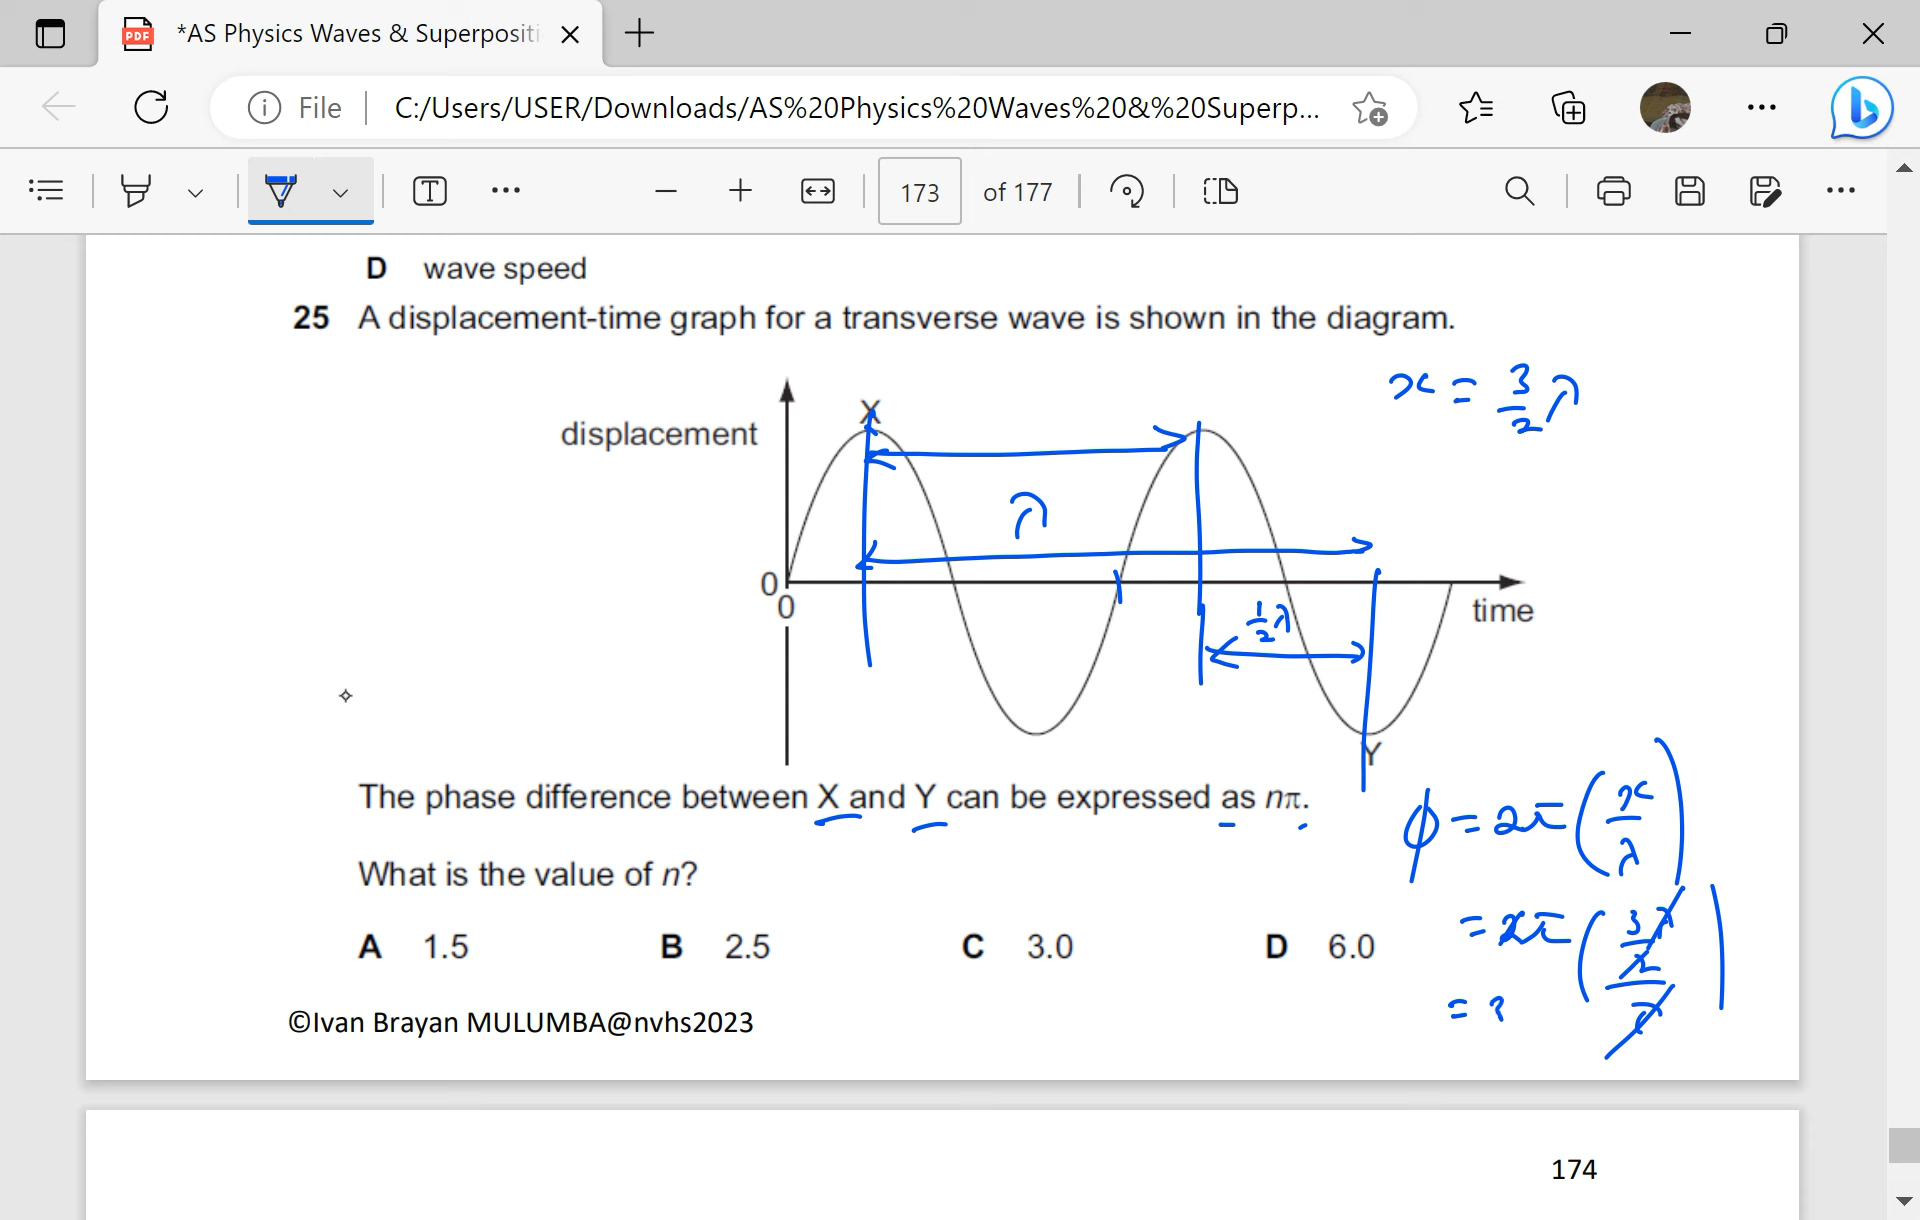 *AS Physics Waves & Superpositi
File
C:/Users/USER/Downloads/AS%20Physics%20Waves%20&%20Superp...
173 of 177
D wave speed
25 A displacement-time graph for a transverse wave is shown in the diagram.
x = 3/2 λ
X
displacement
λ
0
0
time
1/2 λ
Y
The phase difference between X and Y can be expressed as nπ.
ϕ = 2π (x/λ)
What is the value of n?
= 2π (3/2 λ / λ)
A 1.5 B 2.5 C 3.0 D 6.0
= 3
©Ivan Brayan MULUMBA@nvhs2023
174